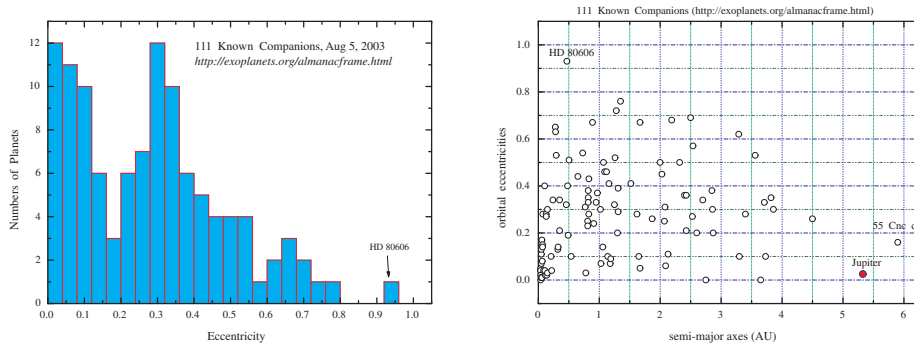 111 Known Companions, Aug 5, 2003
http://exoplanets.org/almanacframe.html
HD 80606
Numbers of Planets
12
10
8
6
4
2
0
0.0 0.1 0.2 0.3 0.4 0.5 0.6 0.7 0.8 0.9 1.0
Eccentricity
111 Known Companions (http://exoplanets.org/almanacframe.html)
HD 80606
55 Cnc d
Jupiter
orbital eccentricities
1.0
0.8
0.6
0.4
0.2
0.0
0 1 2 3 4 5 6
semi-major axes (AU)